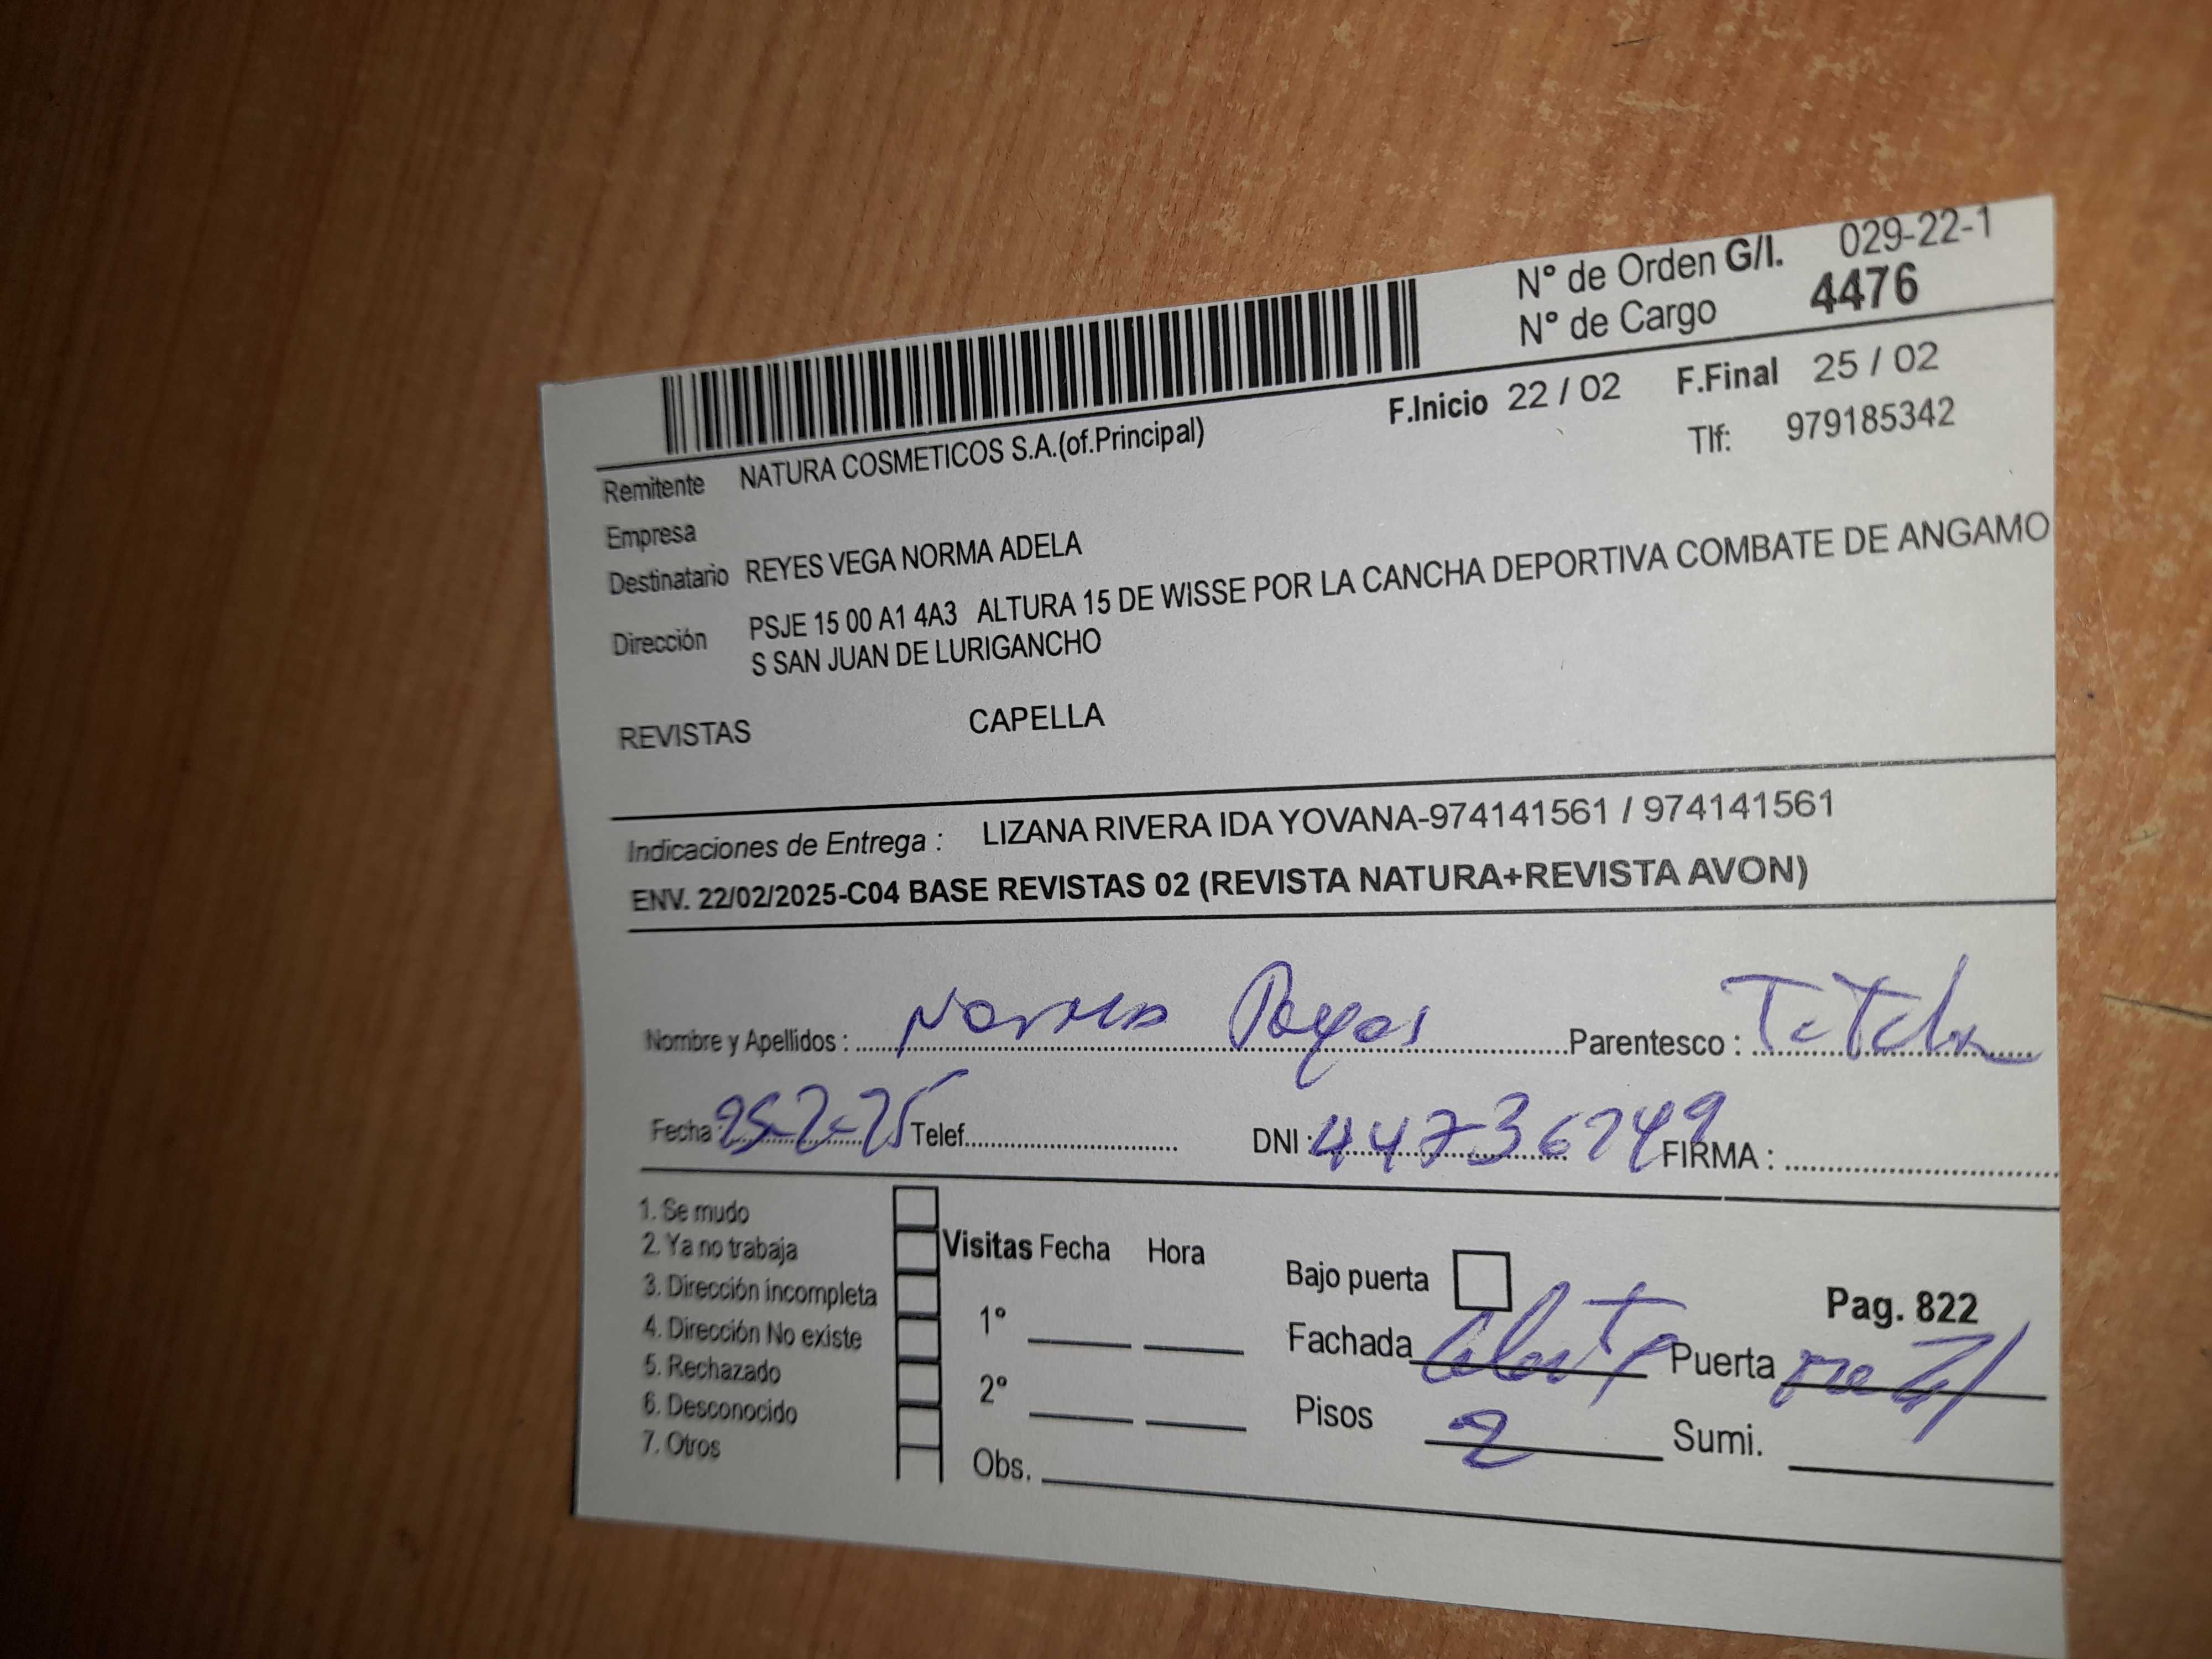 N° de Orden G/I. 029-22-1
N° de Cargo 4476
F.Inicio 22 / 02 F.Final 25 / 02
Remitente NATURA COSMETICOS S.A.(of.Principal) Tlf: 979185342
Empresa
Destinatario REYES VEGA NORMA ADELA
Dirección PSJE 15 00 A1 4A3 ALTURA 15 DE WISSE POR LA CANCHA DEPORTIVA COMBATE DE ANGAMO
S SAN JUAN DE LURIGANCHO
REVISTAS CAPELLA
Indicaciones de Entrega : LIZANA RIVERA IDA YOVANA-974141561 / 974141561
ENV. 22/02/2025-C04 BASE REVISTAS 02 (REVISTA NATURA+REVISTA AVON)
Nombre y Apellidos : Norma Reyes Parentesco :
Fecha : 25-2-25 Telef. DNI : 44736749 FIRMA :
1. Se mudo
2. Ya no trabaja
3. Dirección incompleta
4. Dirección No existe
5. Rechazado
6. Desconocido
7. Otros
Visitas Fecha Hora
1°
2°
Obs.
Bajo puerta
Pag. 822
Fachada Puerta
Pisos 2 Sumi.